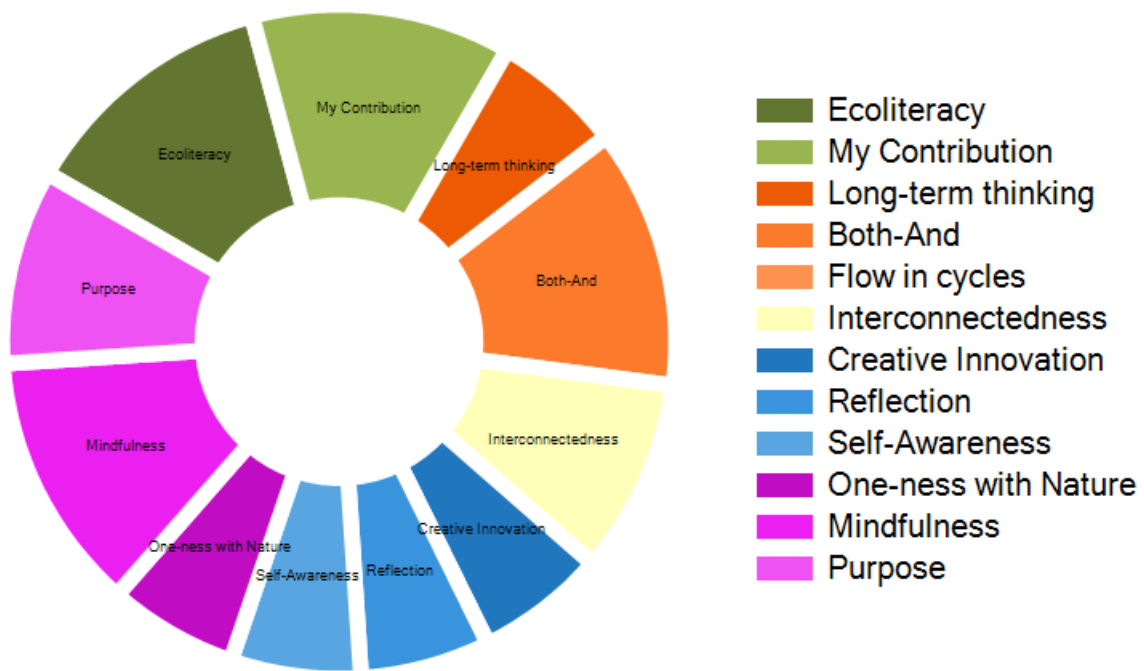 My Contribution
Ecoliteracy
Long-term thinking
Both-And
Purpose
Interconnectedness
Mindfulness
Creative Innovation
One-ness with Nature
Reflection
Self-Awareness
Ecoliteracy
My Contribution
Long-term thinking
Both-And
Flow in cycles
Interconnectedness
Creative Innovation
Reflection
Self-Awareness
One-ness with Nature
Mindfulness
Purpose